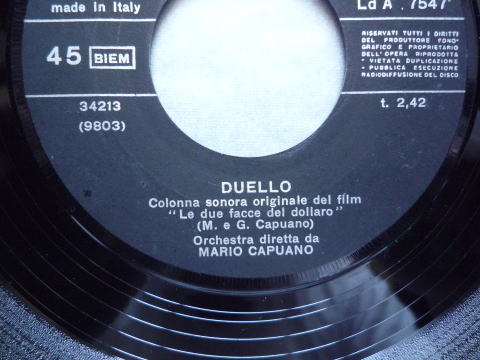 made in Italy
Ld A . 7547
RISERVATI TUTTI I DIRITTI
DEL PRODUTTORE FONO-
GRAFICO E PROPRIETARIO
DELL'OPERA RIPRODOTTA
- VIETATA DUPLICAZIONE
- PUBBLICA ESECUZIONE
RADIODIFFUSIONE DEL DISCO
45 BIEM
34213
(9803)
t. 2,42
DUELLO
Colonna sonora originale del film
"Le due facce del dollaro"
(M. e G. Capuano)
Orchestra diretta da
MARIO CAPUANO